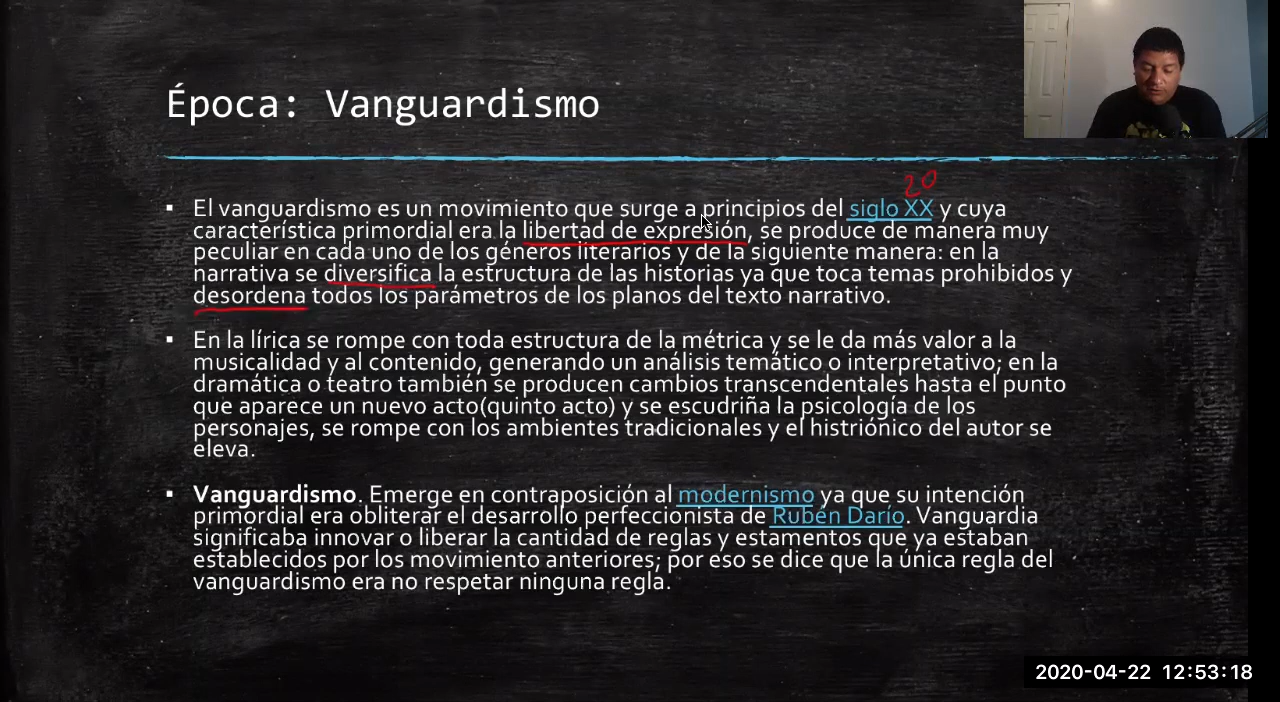 Época: Vanguardismo
20
▪ El vanguardismo es un movimiento que surge a principios del siglo XX y cuya
característica primordial era la libertad de expresión, se produce de manera muy
peculiar en cada uno de los géneros literarios y de la siguiente manera: en la
narrativa se diversifica la estructura de las historias ya que toca temas prohibidos y
desordena todos los parámetros de los planos del texto narrativo.
▪ En la lírica se rompe con toda estructura de la métrica y se le da más valor a la
musicalidad y al contenido, generando un análisis temático o interpretativo; en la
dramática o teatro también se producen cambios transcendentales hasta el punto
que aparece un nuevo acto(quinto acto) y se escudriña la psicología de los
personajes, se rompe con los ambientes tradicionales y el histriónico del autor se
eleva.
▪ Vanguardismo. Emerge en contraposición al modernismo ya que su intención
primordial era obliterar el desarrollo perfeccionista de Rubén Darío. Vanguardia
significaba innovar o liberar la cantidad de reglas y estamentos que ya estaban
establecidos por los movimiento anteriores; por eso se dice que la única regla del
vanguardismo era no respetar ninguna regla.
2020-04-22 12:53:18